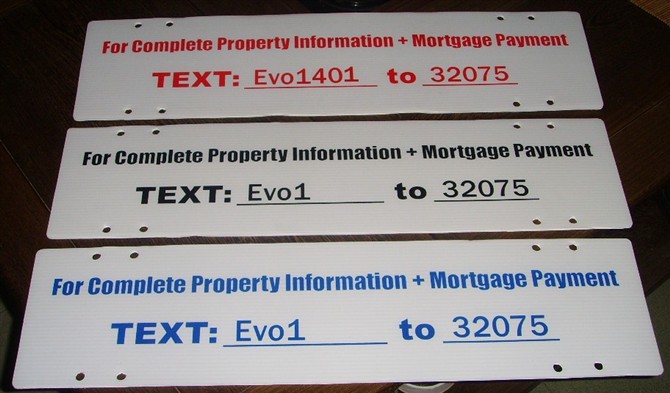 For Complete Property Information + Mortgage Payment
TEXT: Evo1401 to 32075
For Complete Property Information + Mortgage Payment
TEXT: Evo1 to 32075
For Complete Property Information + Mortgage Payment
TEXT: Evo1 to 32075